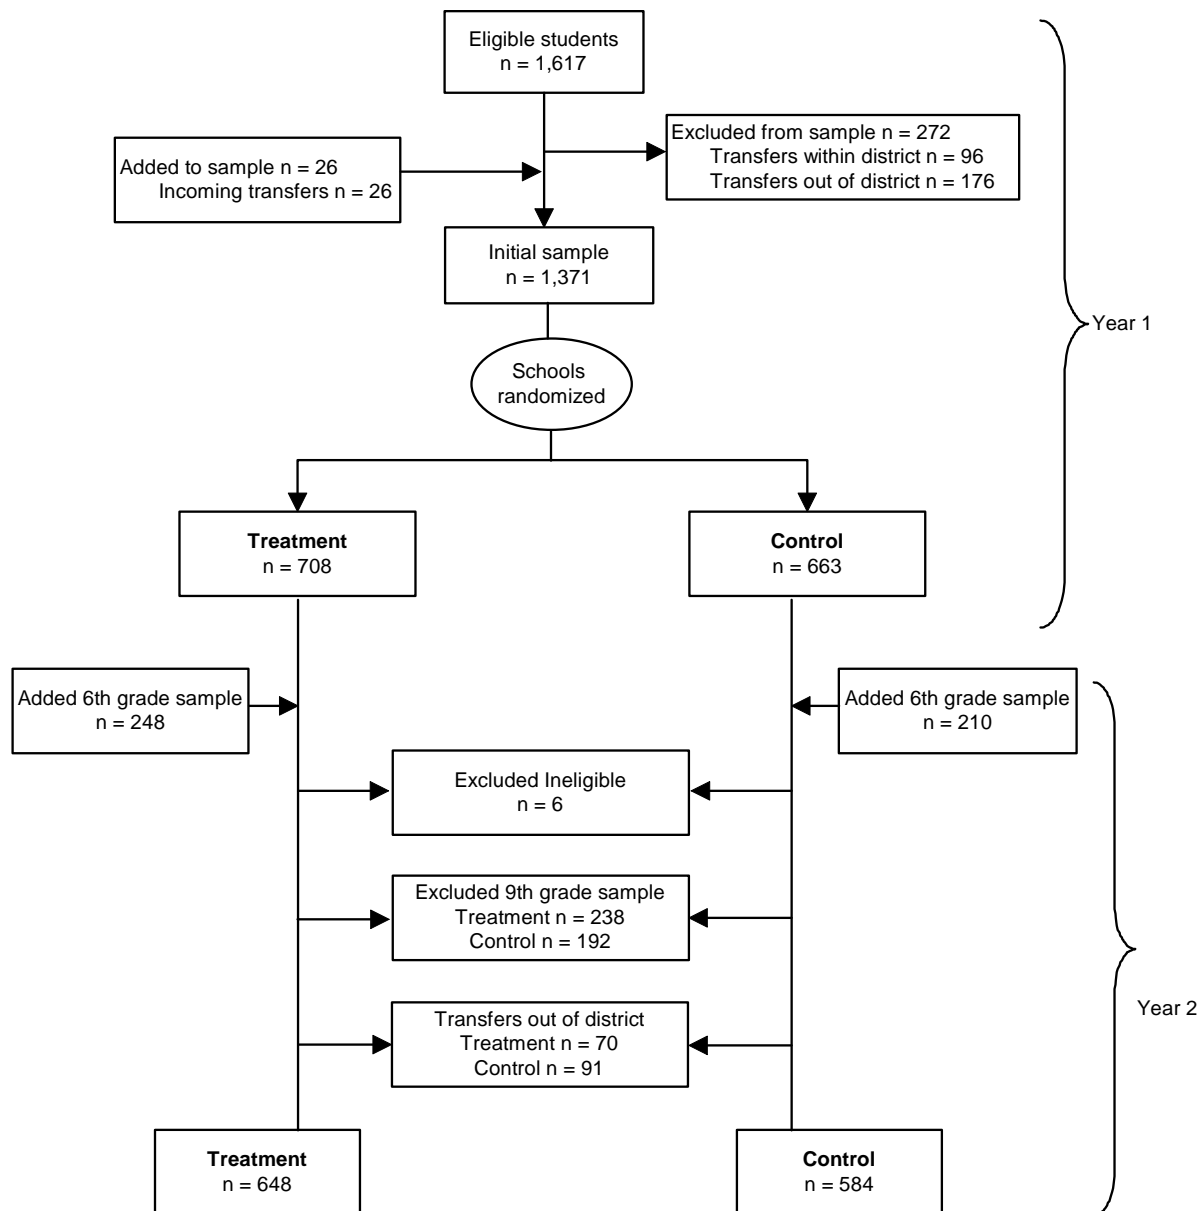 Eligible students
n = 1,617
Excluded from sample n = 272
Transfers within district n = 96
Transfers out of district n = 176
Added to sample n = 26
Incoming transfers n = 26
Initial sample
n = 1,371
Year 1
Schools
randomized
Treatment
n = 708
Control
n = 663
Added 6th grade sample
n = 248
Added 6th grade sample
n = 210
Excluded Ineligible
n = 6
Excluded 9th grade sample
Treatment n = 238
Control n = 192
Transfers out of district
Treatment n = 70
Control n = 91
Year 2
Treatment
n = 648
Control
n = 584